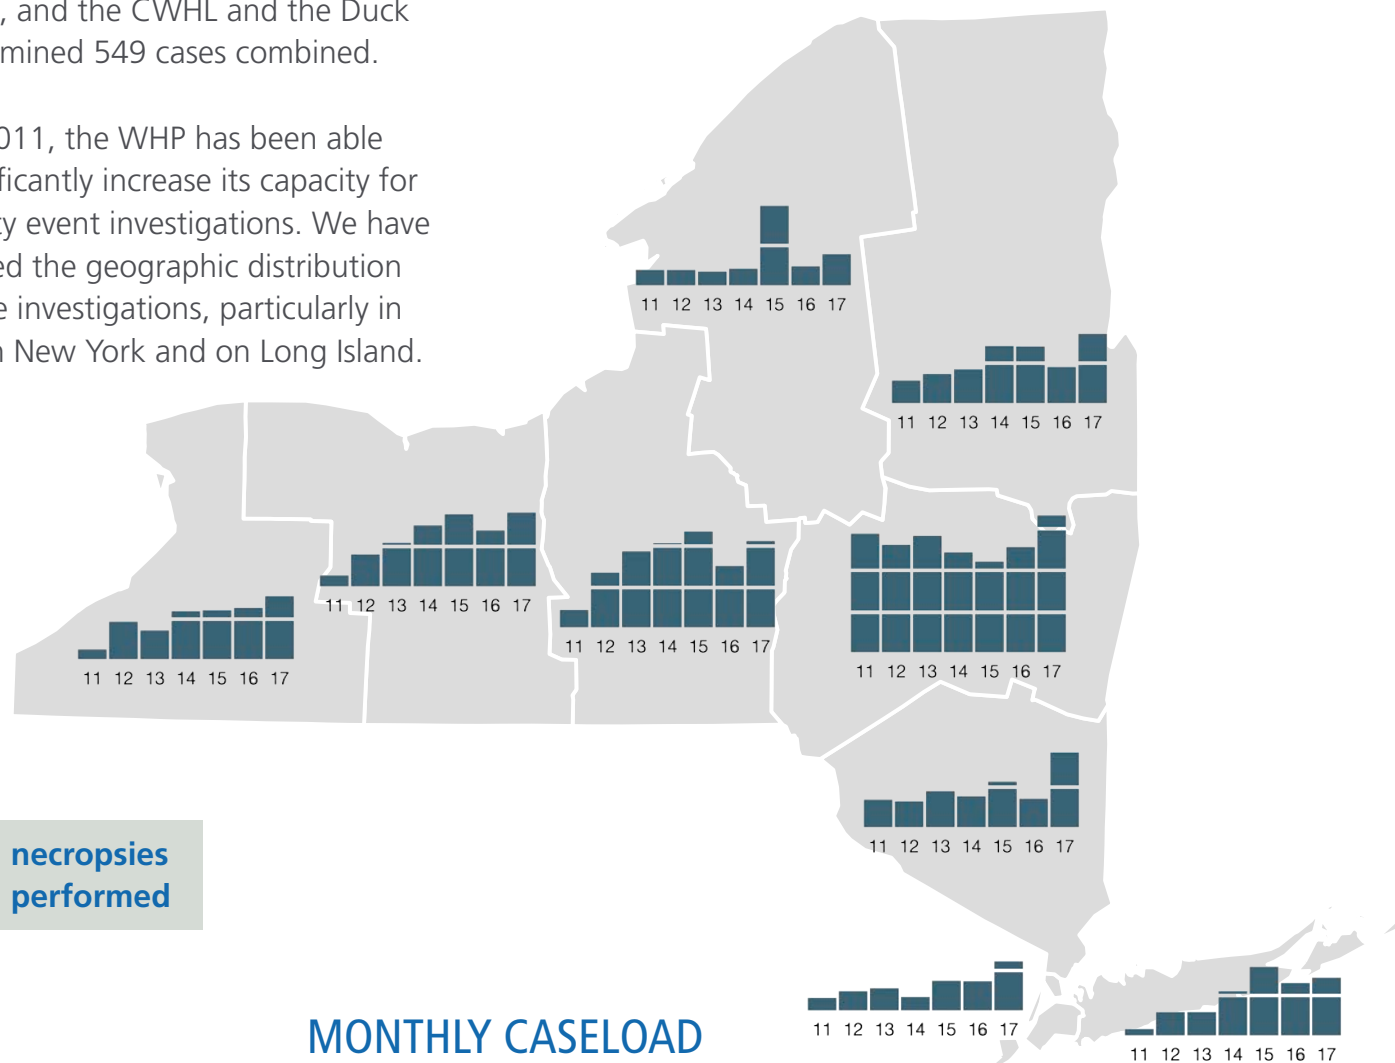 , and the CWHL and the Duck
mined 549 cases combined.
011, the WHP has been able
ficantly increase its capacity for
ty event investigations. We have
ed the geographic distribution
e investigations, particularly in
n New York and on Long Island.
11 12 13 14 15 16 17
11 12 13 14 15 16 17
11 12 13 14 15 16 17
11 12 13 14 15 16 17
11 12 13 14 15 16 17
11 12 13 14 15 16 17
11 12 13 14 15 16 17
necropsies
performed
11 12 13 14 15 16 17
11 12 13 14 15 16 17
MONTHLY CASELOAD